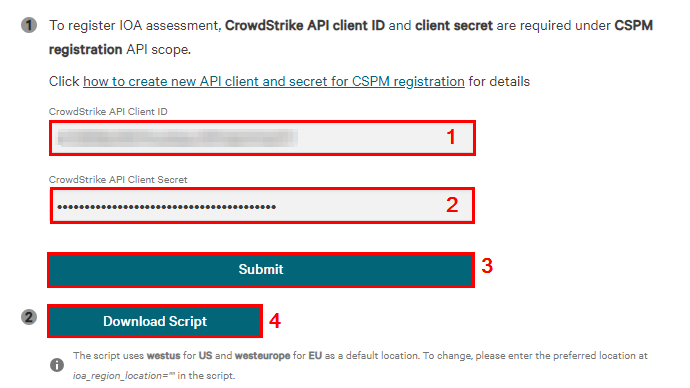 1 To register IOA assessment, CrowdStrike API client ID and client secret are required under CSPM
registration API scope.
Click how to create new API client and secret for CSPM registration for details
CrowdStrike API Client ID
1
CrowdStrike API Client Secret
•••••••••••••••••••••••••••••••••••••••• 2
Submit 3
2 Download Script 4
The script uses westus for US and westeurope for EU as a default location. To change, please enter the preferred location at
ioa_region_location="" in the script.